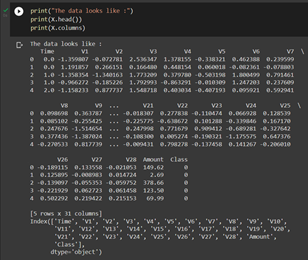 print("The data looks like :")
print(X.head())
print(X.columns)
The data looks like :
Time V1 V2 V3 V4 V5 V6 V7 \
0 0.0 -1.359807 -0.072781 2.536347 1.378155 -0.338321 0.462388 0.239599
1 0.0 1.191857 0.266151 0.166480 0.448154 0.060018 -0.082361 -0.078803
2 1.0 -1.358354 -1.340163 1.773209 0.379780 -0.503198 1.800499 0.791461
3 1.0 -0.966272 -0.185226 1.792993 -0.863291 -0.010309 1.247203 0.237609
4 2.0 -1.158233 0.877737 1.548718 0.403034 -0.407193 0.095921 0.592941
V8 V9 ... V21 V22 V23 V24 V25 \
0 0.098698 0.363787 ... -0.018307 0.277838 -0.110474 0.066928 0.128539
1 0.085102 -0.255425 ... -0.225775 -0.638672 0.101288 -0.339846 0.167170
2 0.247676 -1.514654 ... 0.247998 0.771679 0.909412 -0.689281 -0.327642
3 0.377436 -1.387024 ... -0.108300 0.005274 -0.190321 -1.175575 0.647376
4 -0.270533 0.817739 ... -0.009431 0.798278 -0.137458 0.141267 -0.206010
V26 V27 V28 Amount Class
0 -0.189115 0.133558 -0.021053 149.62 0
1 0.125895 -0.008983 0.014724 2.69 0
2 -0.139097 -0.055353 -0.059752 378.66 0
3 -0.221929 0.062723 0.061458 123.50 0
4 0.502292 0.219422 0.215153 69.99 0
[5 rows x 31 columns]
Index(['Time', 'V1', 'V2', 'V3', 'V4', 'V5', 'V6', 'V7', 'V8', 'V9', 'V10',
'V11', 'V12', 'V13', 'V14', 'V15', 'V16', 'V17', 'V18', 'V19', 'V20',
'V21', 'V22', 'V23', 'V24', 'V25', 'V26', 'V27', 'V28', 'Amount',
'Class'],
dtype='object')